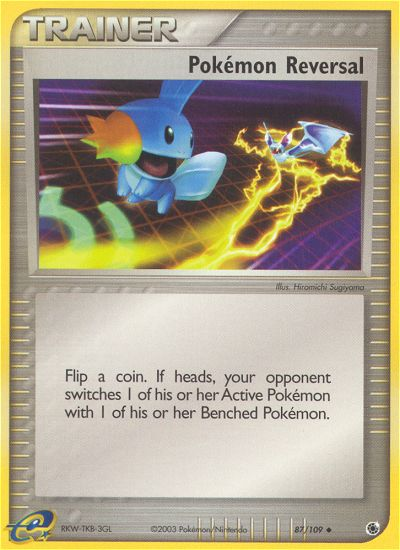 TRAINER
Pokémon Reversal
Illus. Hiromichi Sugiyama
Flip a coin. If heads, your opponent
switches 1 of his or her Active Pokémon
with 1 of his or her Benched Pokémon.
e
RKW-TKB-3GL
©2003 Pokémon/Nintendo
87/109